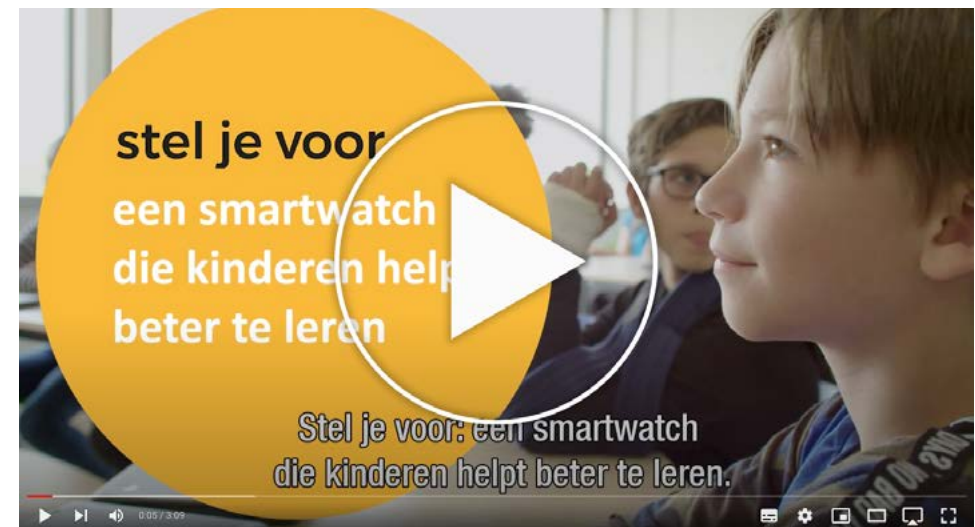 stel je voor
een smartwatch
die kinderen helpt
beter te leren
Stel je voor: een smartwatch
die kinderen helpt beter te leren.
0:05 / 3:09